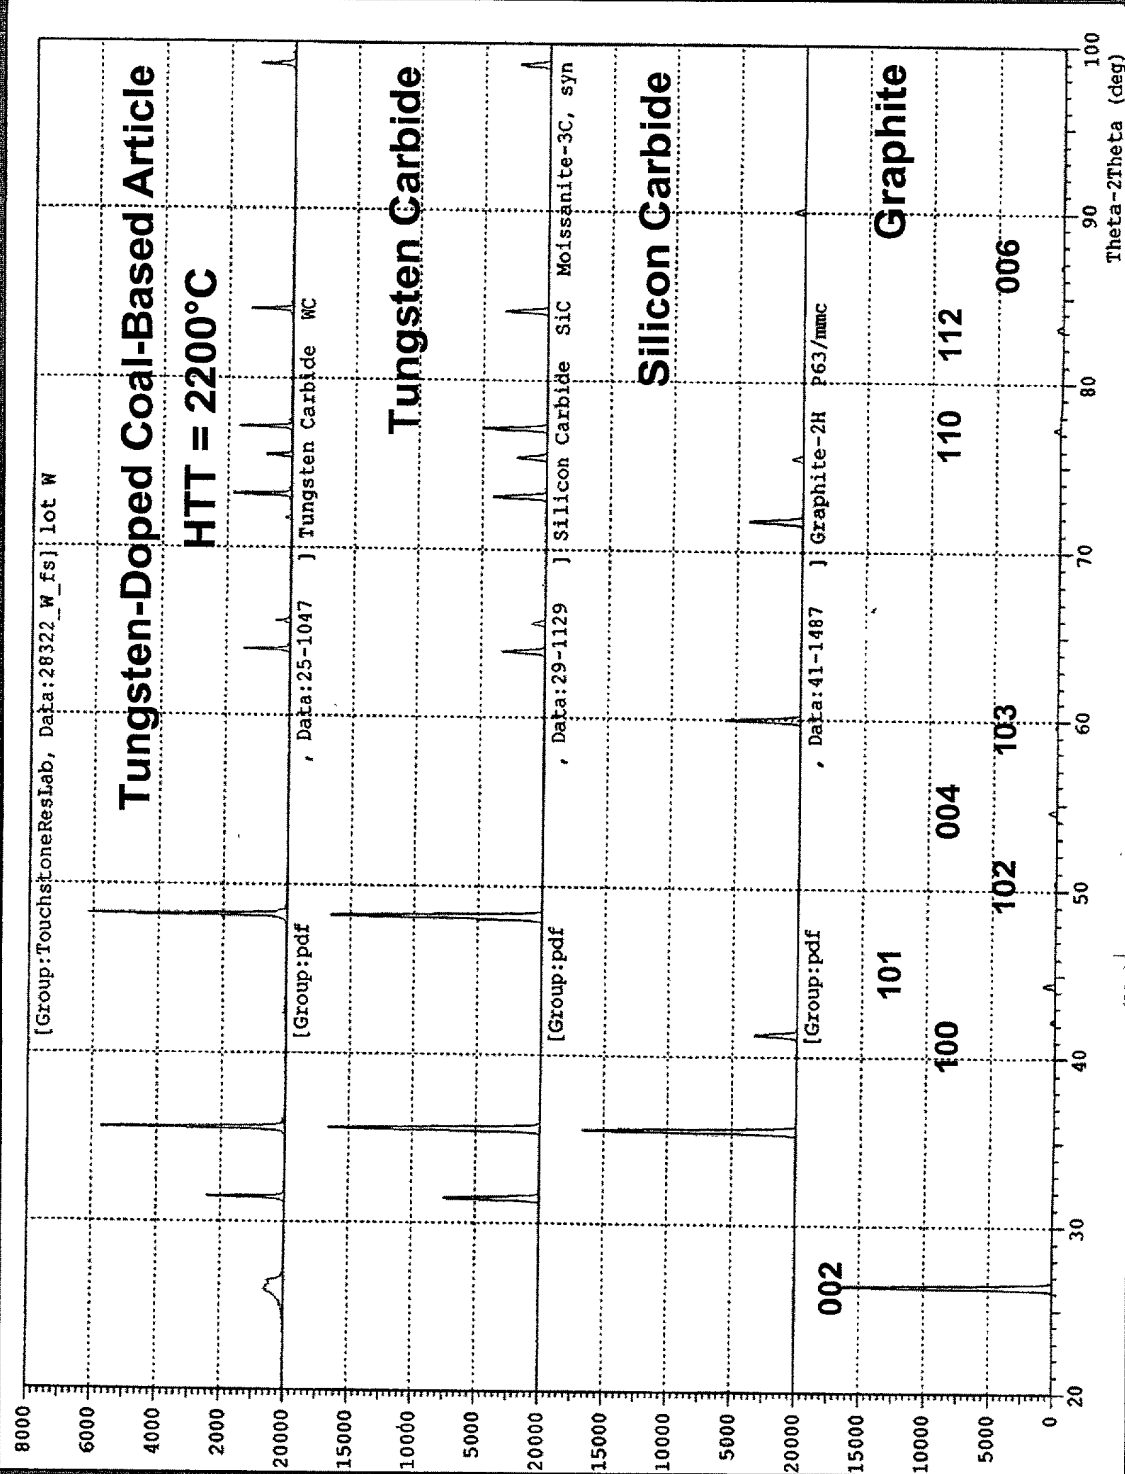 [Group:TouchstoneResLab, Data:28322_W_fs] lot W
Tungsten-Doped Coal-Based Article
HTT = 2200°C
8000
6000
4000
2000
[Group:pdf , Data:25-1047 ] Tungsten Carbide WC
Tungsten Carbide
20000
15000
10000
5000
[Group:pdf , Data:29-1129 ] Silicon Carbide SiC Moissanite-3C, syn
Silicon Carbide
20000
15000
10000
5000
[Group:pdf , Data:41-1487 ] Graphite-2H P63/mmc
Graphite
20000
15000
10000
5000
0
002
100
101
102
004
103
110
112
006
20 30 40 50 60 70 80 90 100
Theta-2Theta (deg)